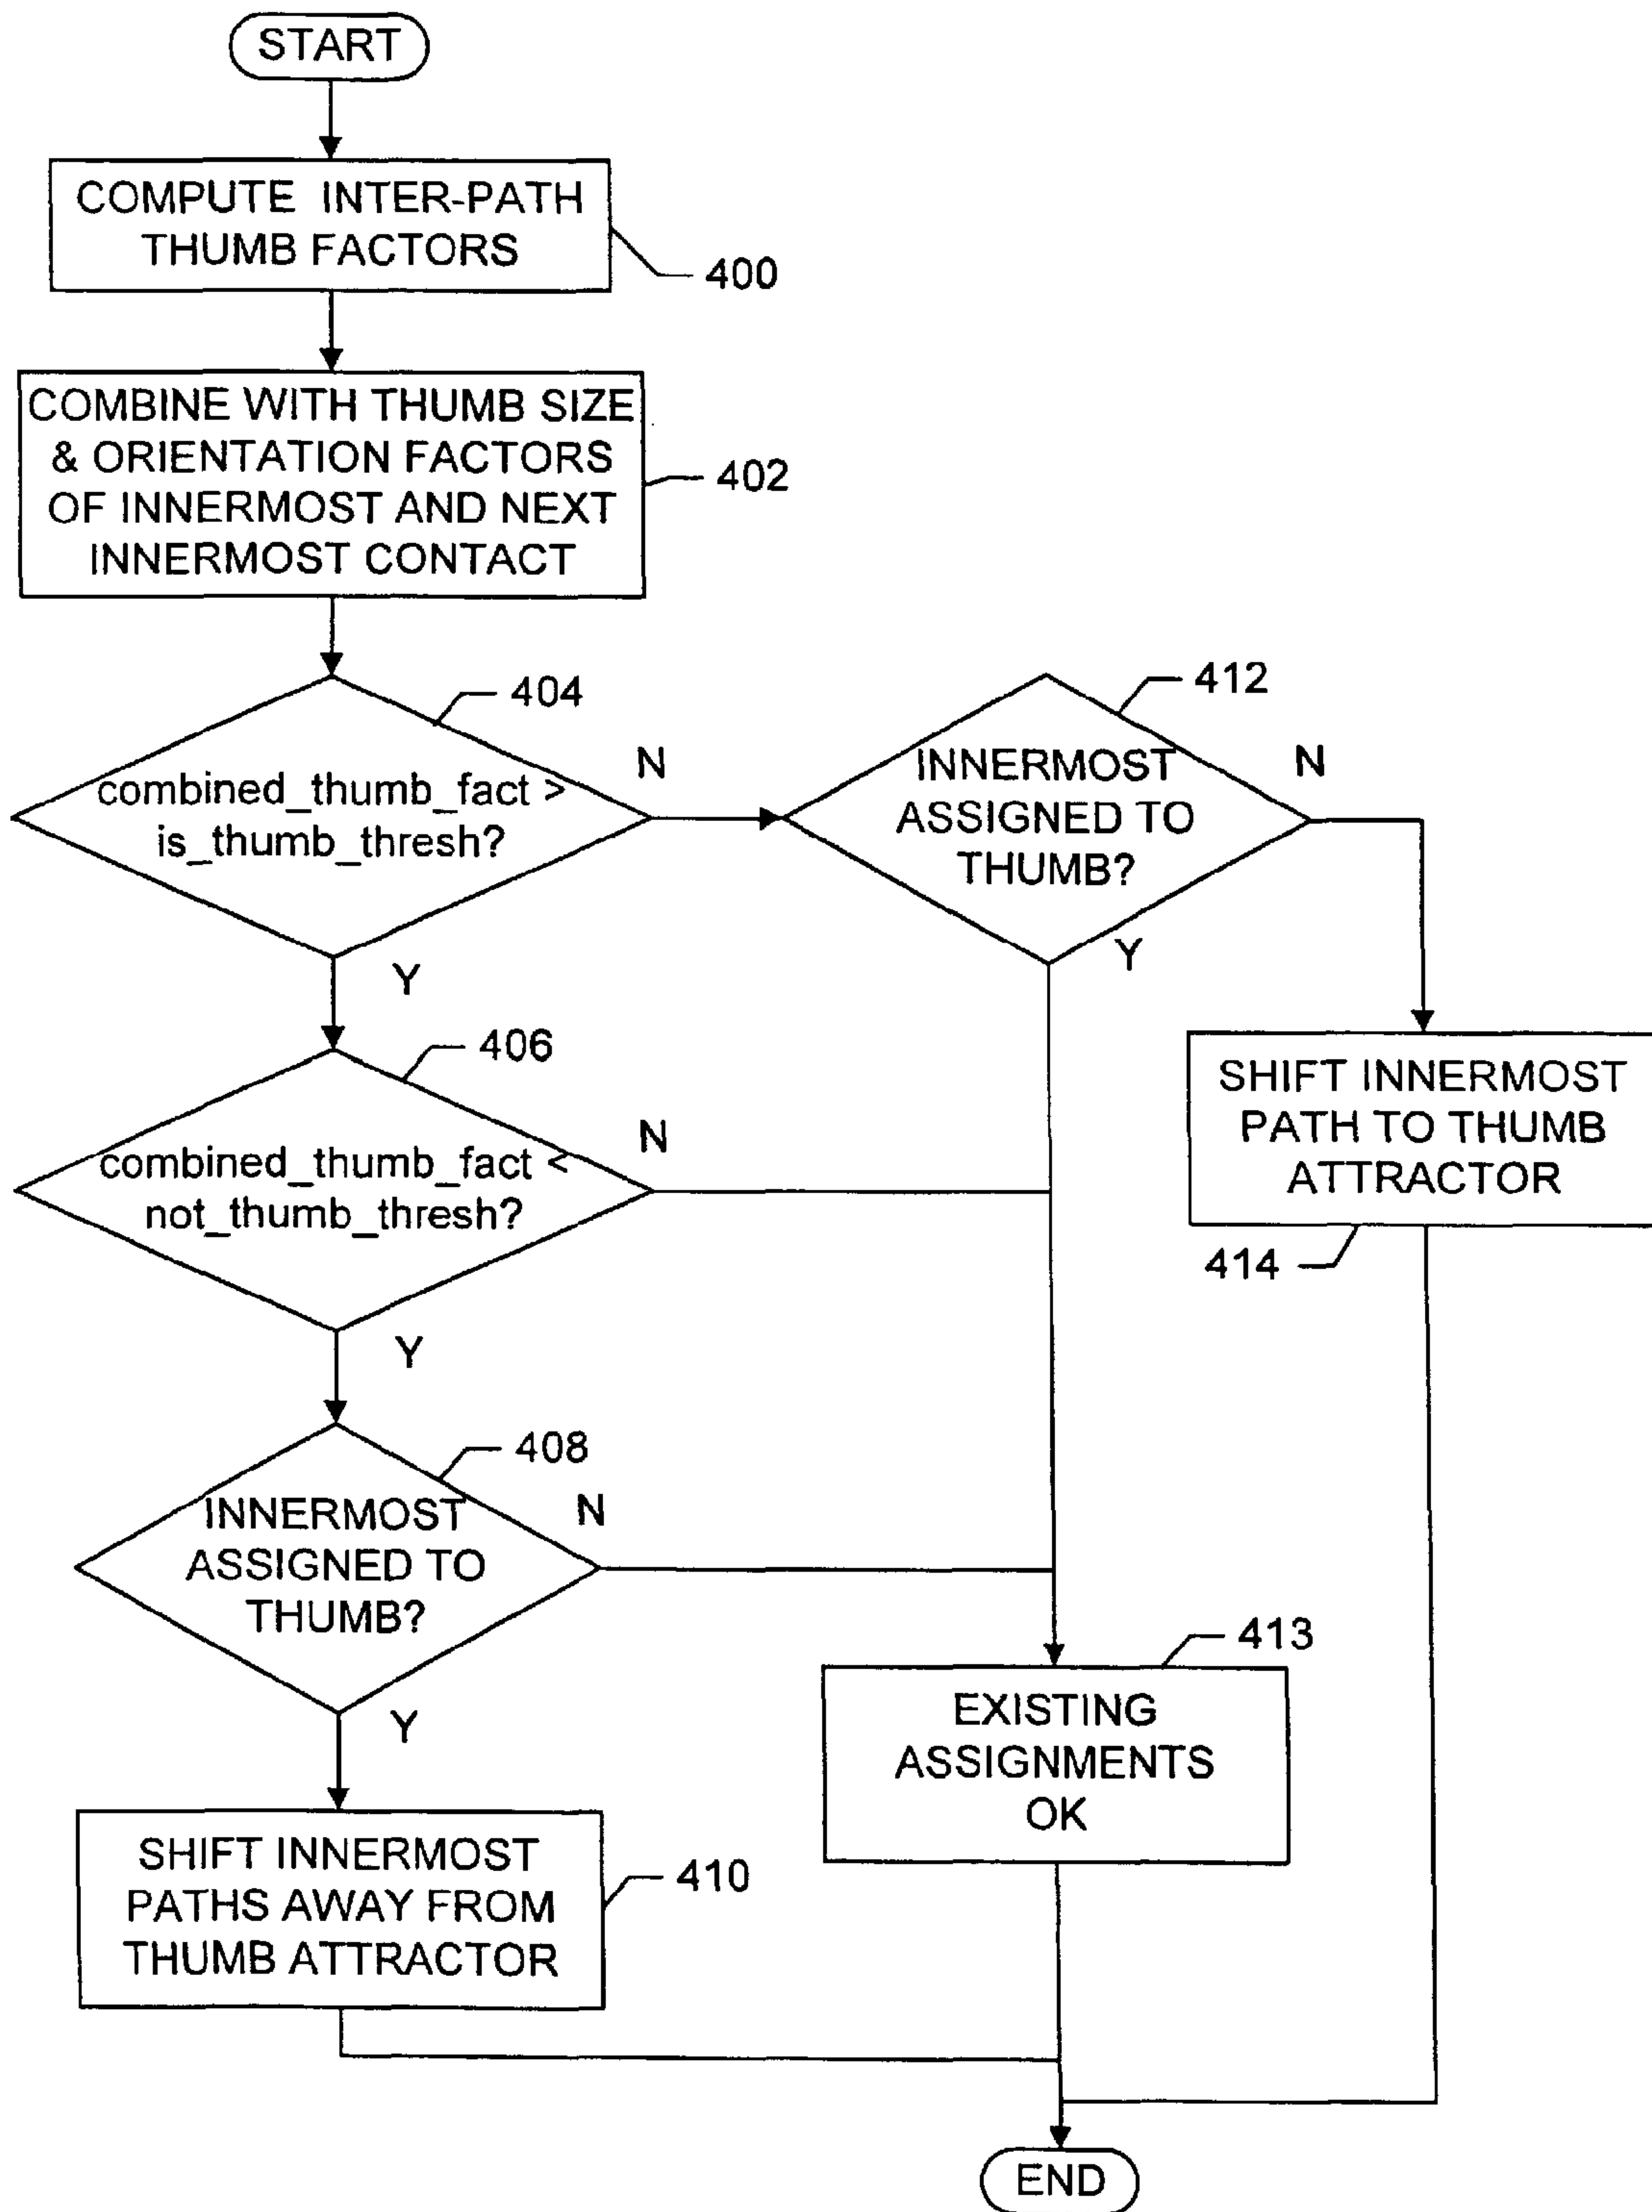 START
COMPUTE INTER-PATH
THUMB FACTORS
400
COMBINE WITH THUMB SIZE
& ORIENTATION FACTORS
OF INNERMOST AND NEXT
INNERMOST CONTACT
402
404
combined_thumb_fact >
is_thumb_thresh?
N
Y
412
INNERMOST
ASSIGNED TO
THUMB?
N
Y
406
combined_thumb_fact <
not_thumb_thresh?
N
Y
SHIFT INNERMOST
PATH TO THUMB
ATTRACTOR
414
408
INNERMOST
ASSIGNED TO
THUMB?
N
Y
413
EXISTING
ASSIGNMENTS
OK
SHIFT INNERMOST
PATHS AWAY FROM
THUMB ATTRACTOR
410
END